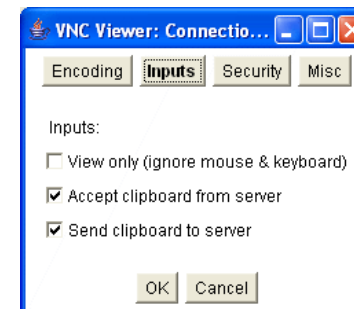 VNC Viewer: Connectio...
Encoding Inputs Security Misc
Inputs:
View only (ignore mouse & keyboard)
Accept clipboard from server
Send clipboard to server
OK Cancel